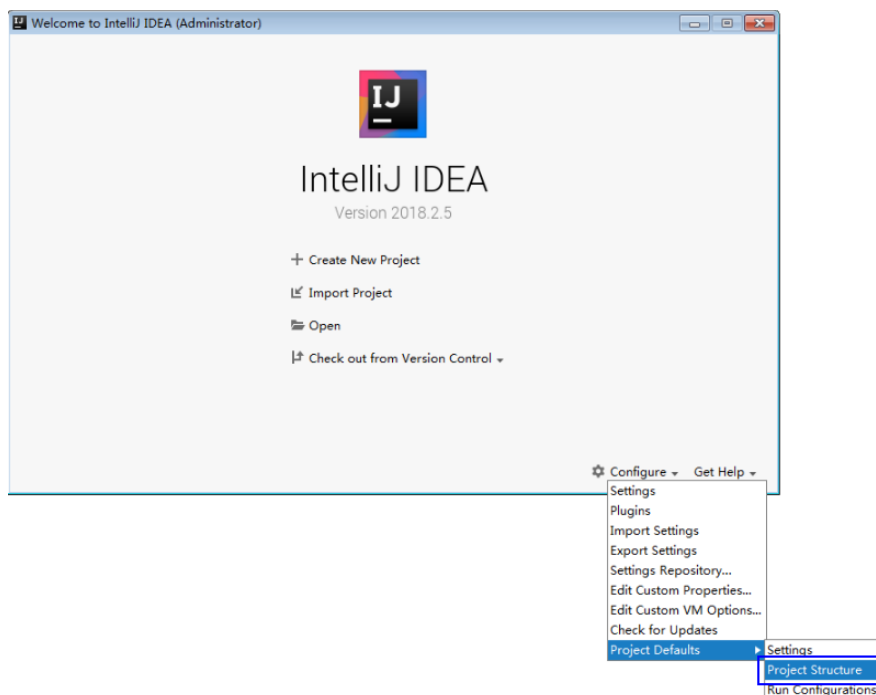 Welcome to IntelliJ IDEA (Administrator)
IJ
IntelliJ IDEA
Version 2018.2.5
Create New Project
Import Project
Open
Check out from Version Control
Configure
Get Help
Settings
Plugins
Import Settings
Export Settings
Settings Repository...
Edit Custom Properties...
Edit Custom VM Options...
Check for Updates
Project Defaults
Settings
Project Structure
Run Configurations